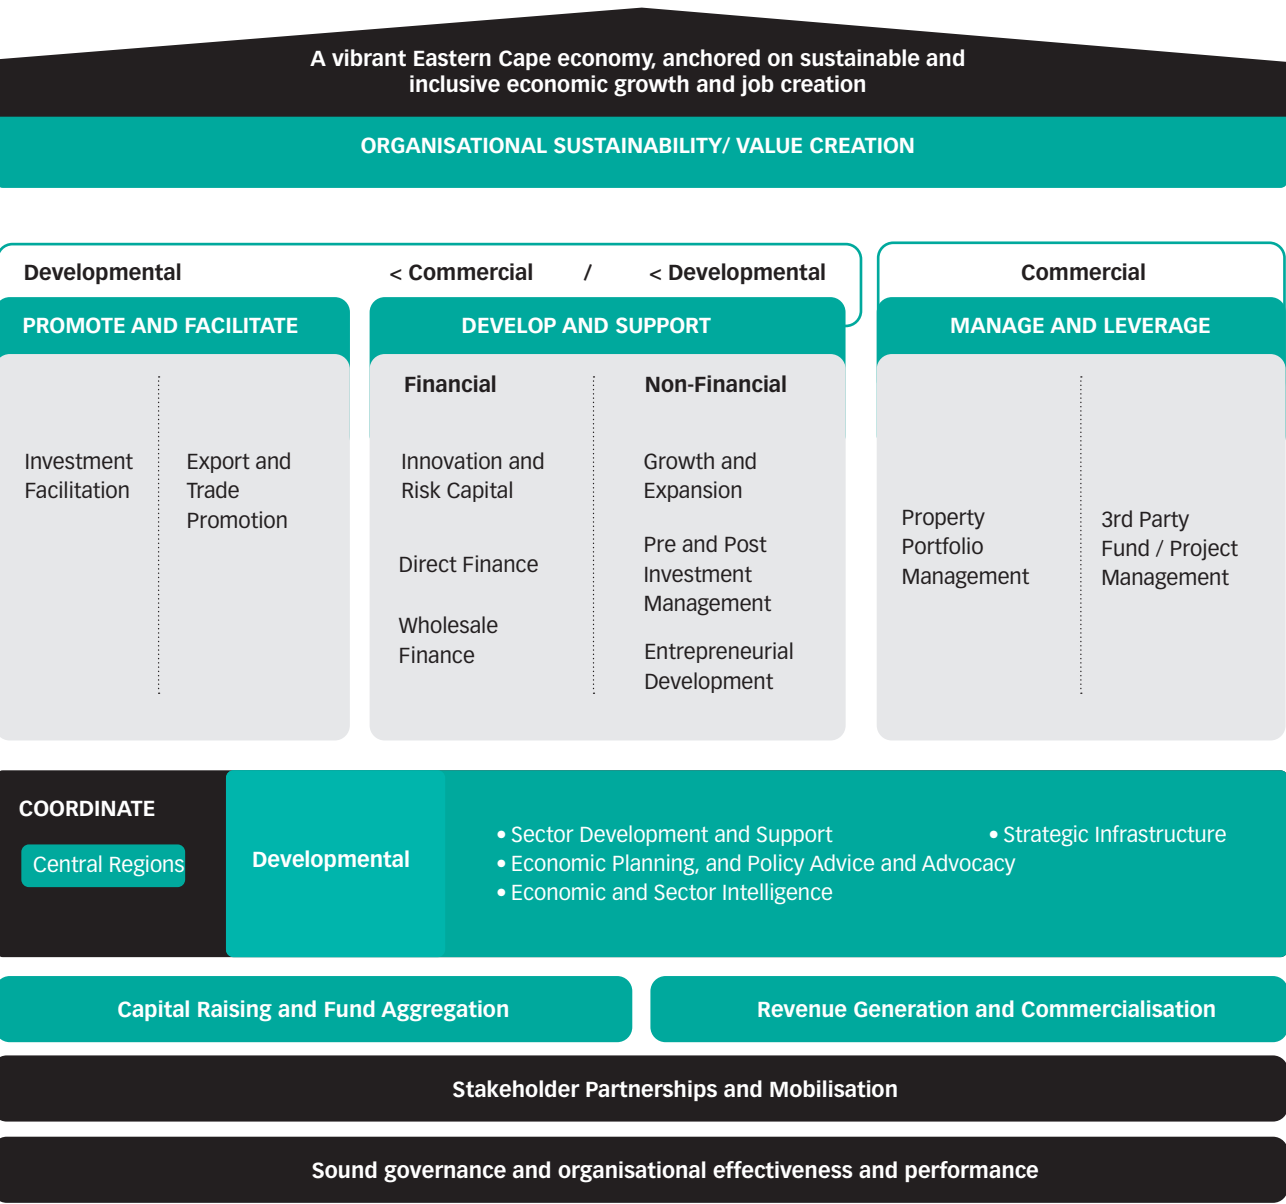 A vibrant Eastern Cape economy, anchored on sustainable and
inclusive economic growth and job creation
ORGANISATIONAL SUSTAINABILITY/ VALUE CREATION
Developmental
< Commercial / < Developmental
Commercial
PROMOTE AND FACILITATE
Investment
Facilitation
Export and
Trade
Promotion
DEVELOP AND SUPPORT
Financial
Innovation and
Risk Capital
Direct Finance
Wholesale
Finance
Non-Financial
Growth and
Expansion
Pre and Post
Investment
Management
Entrepreneurial
Development
MANAGE AND LEVERAGE
Property
Portfolio
Management
3rd Party
Fund / Project
Management
COORDINATE
Central Regions
Developmental
• Sector Development and Support
• Economic Planning, and Policy Advice and Advocacy
• Economic and Sector Intelligence
• Strategic Infrastructure
Capital Raising and Fund Aggregation
Revenue Generation and Commercialisation
Stakeholder Partnerships and Mobilisation
Sound governance and organisational effectiveness and performance